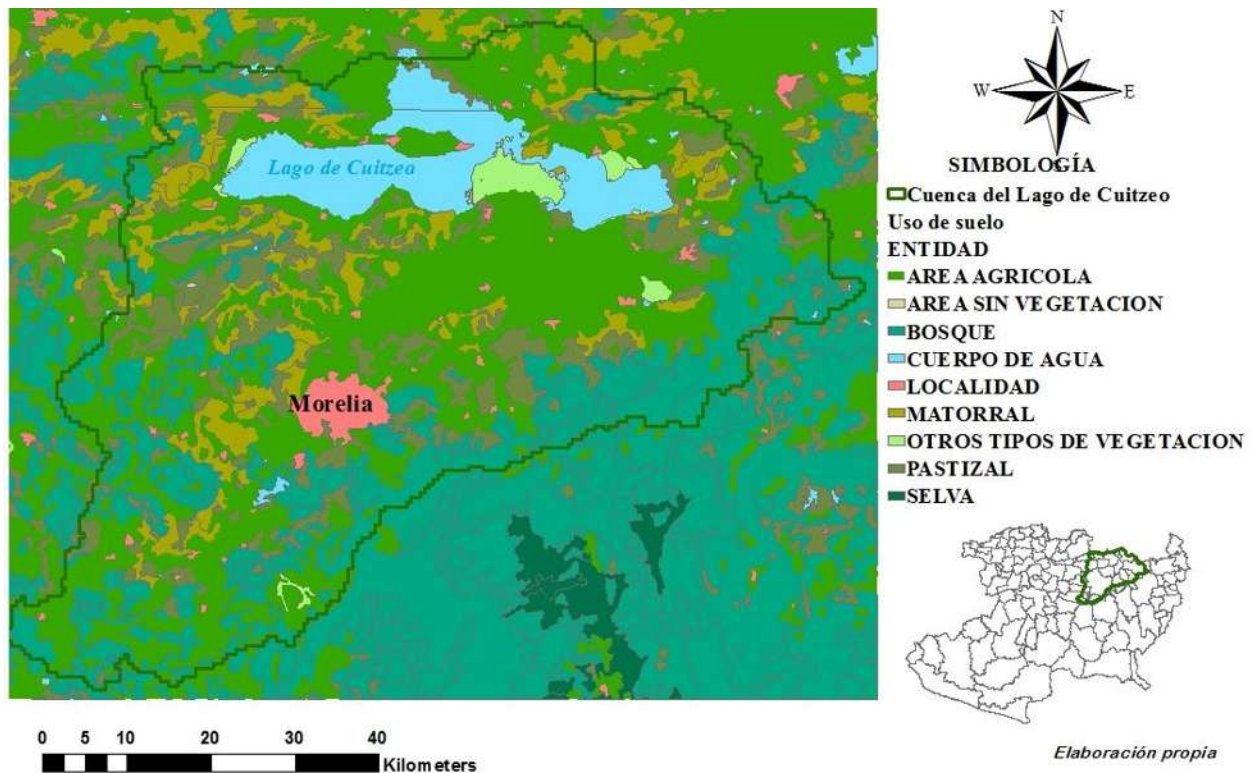 Lago de Cuitzeo
Morelia
N
W
E
SIMBOLOGÍA
Cuenca del Lago de Cuitzeo
Uso de suelo
ENTIDAD
AREA AGRICOLA
AREA SIN VEGETACION
BOSQUE
CUERPO DE AGUA
LOCALIDAD
MATORRAL
OTROS TIPOS DE VEGETACION
PASTIZAL
SELVA
0 5 10 20 30 40
Kilometers
Elaboración propia